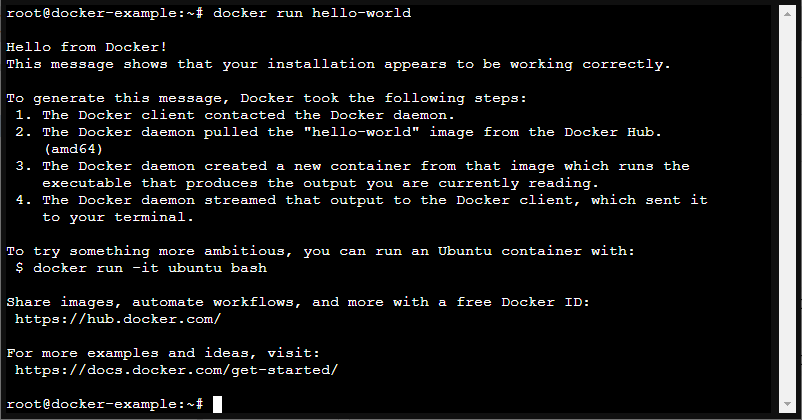 root@docker-example:~# docker run hello-world
Hello from Docker!
This message shows that your installation appears to be working correctly.
To generate this message, Docker took the following steps:
1. The Docker client contacted the Docker daemon.
2. The Docker daemon pulled the "hello-world" image from the Docker Hub.
(amd64)
3. The Docker daemon created a new container from that image which runs the
executable that produces the output you are currently reading.
4. The Docker daemon streamed that output to the Docker client, which sent it
to your terminal.
To try something more ambitious, you can run an Ubuntu container with:
$ docker run -it ubuntu bash
Share images, automate workflows, and more with a free Docker ID:
https://hub.docker.com/
For more examples and ideas, visit:
https://docs.docker.com/get-started/
root@docker-example:~#